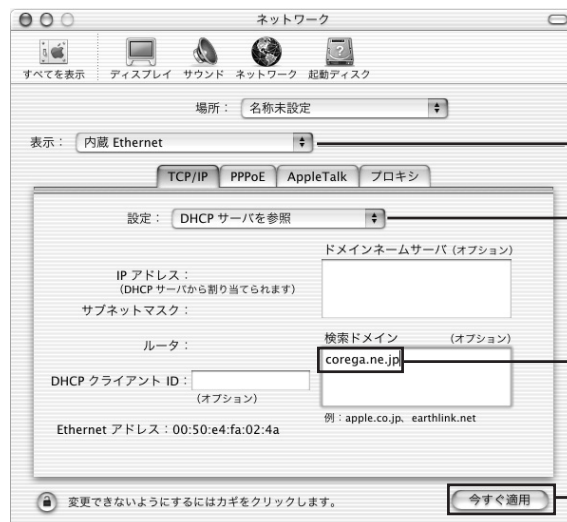 ネットワーク
すべてを表示 ディスプレイ サウンド ネットワーク 起動ディスク
場所： 名称未設定
表示： 内蔵 Ethernet
TCP/IP PPPoE AppleTalk プロキシ
設定： DHCP サーバを参照
ドメインネームサーバ (オプション)
IP アドレス：
(DHCP サーバから割り当てられます)
サブネットマスク：
ルータ：
検索ドメイン (オプション)
corega.ne.jp
DHCP クライアント ID：
(オプション)
例：apple.co.jp、earthlink.net
Ethernet アドレス：00:50:e4:fa:02:4a
変更できないようにするにはカギをクリックします。
今すぐ適用